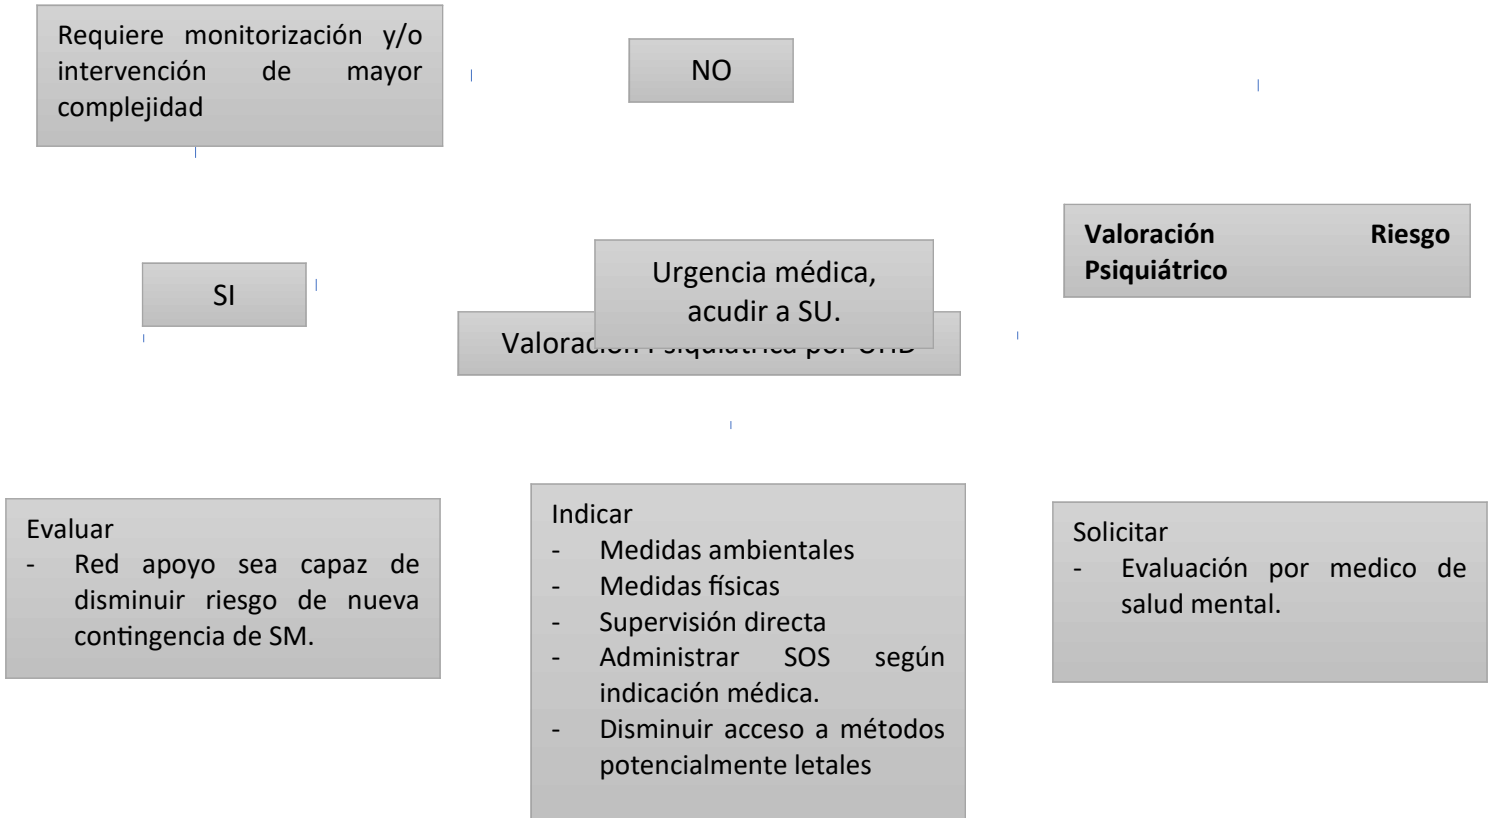 Requiere monitorización y/o
intervención de mayor
complejidad
NO
Valoración Riesgo
Psiquiátrico
SI
Urgencia médica,
acudir a SU.
Evaluar
- Red apoyo sea capaz de
disminuir riesgo de nueva
contingencia de SM.
Indicar
- Medidas ambientales
- Medidas físicas
- Supervisión directa
- Administrar SOS según
indicación médica.
- Disminuir acceso a métodos
potencialmente letales
Solicitar
- Evaluación por medico de
salud mental.